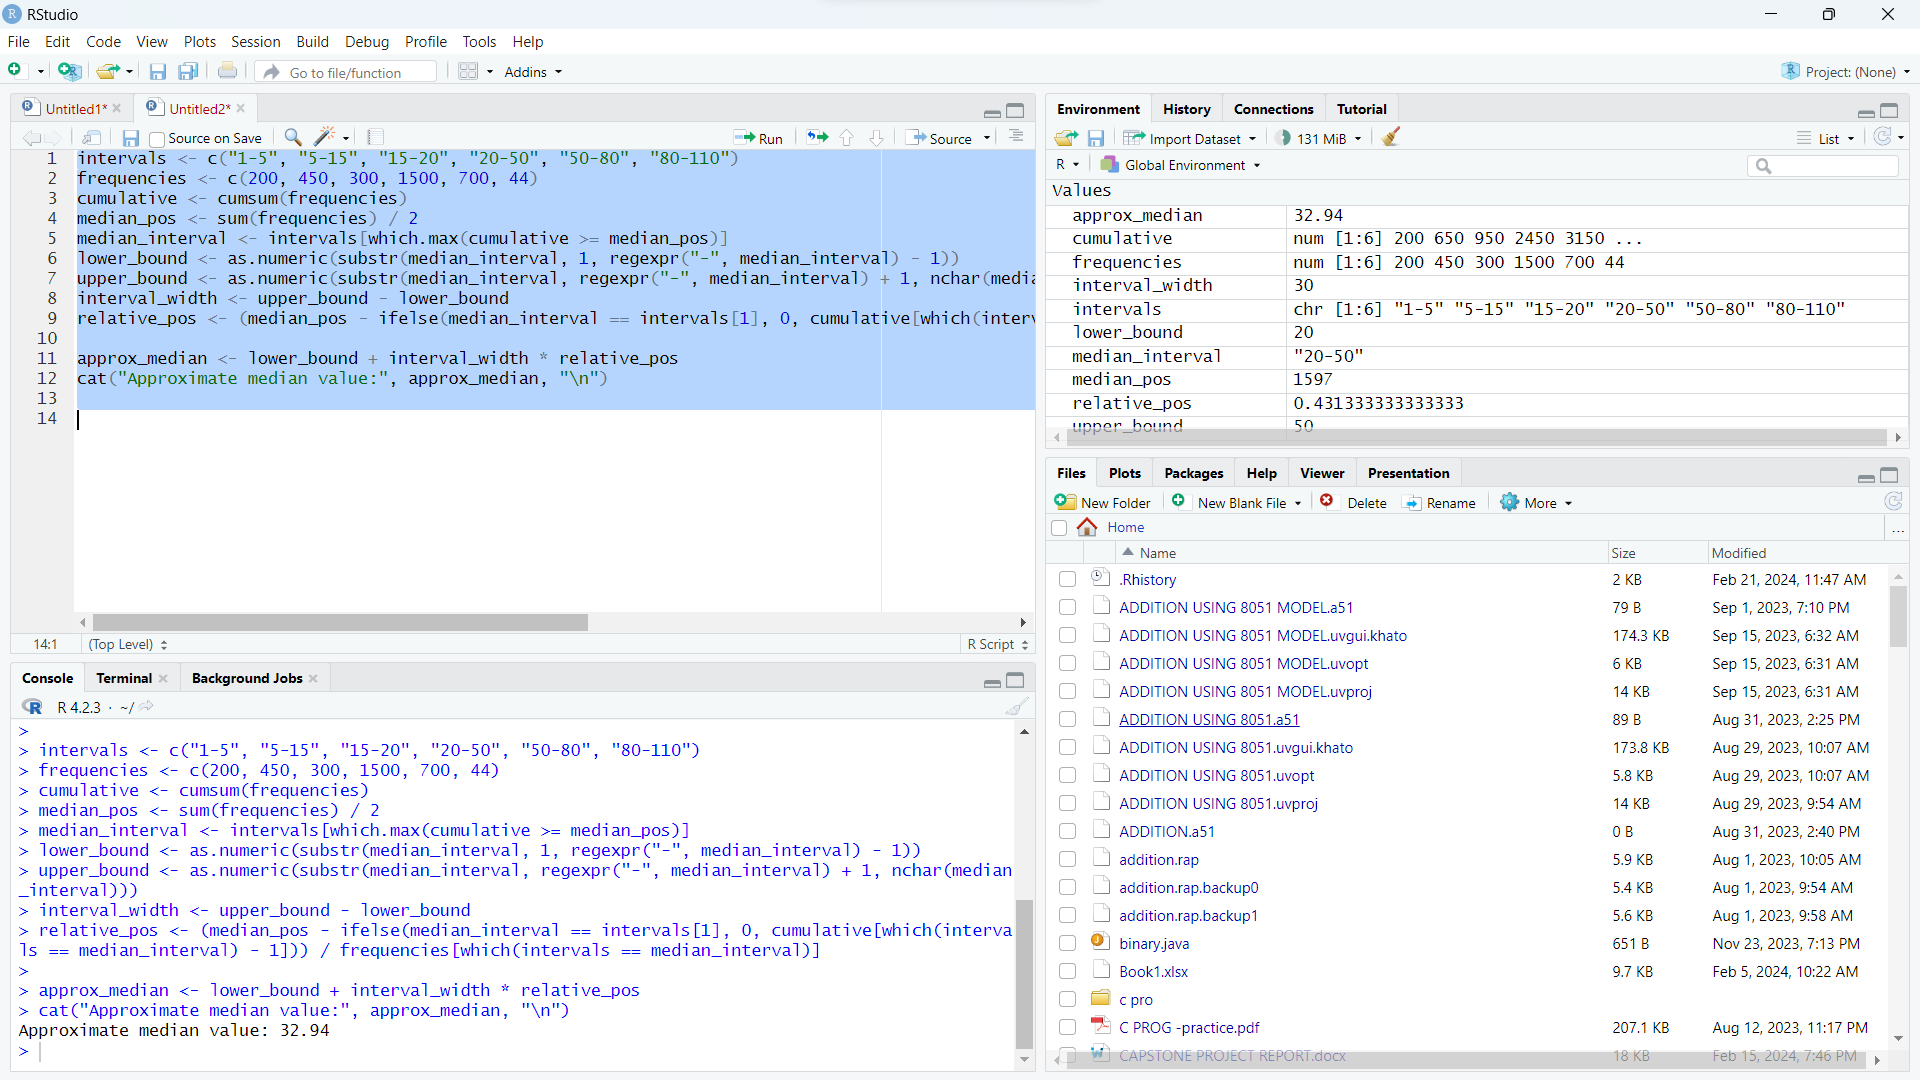 RStudio
File Edit Code View Plots Session Build Debug Profile Tools Help
Go to file/function Addins Project: (None)
Untitled1* Untitled2*
Source on Save Run Source
1 intervals <- c("1-5", "5-15", "15-20", "20-50", "50-80", "80-110")
2 frequencies <- c(200, 450, 300, 1500, 700, 44)
3 cumulative <- cumsum(frequencies)
4 median_pos <- sum(frequencies) / 2
5 median_interval <- intervals[which.max(cumulative >= median_pos)]
6 lower_bound <- as.numeric(substr(median_interval, 1, regexpr("-", median_interval) - 1))
7 upper_bound <- as.numeric(substr(median_interval, regexpr("-", median_interval) + 1, nchar(media
8 interval_width <- upper_bound - lower_bound
9 relative_pos <- (median_pos - ifelse(median_interval == intervals[1], 0, cumulative[which(interv
10
11 approx_median <- lower_bound + interval_width * relative_pos
12 cat("Approximate median value:", approx_median, "\n")
13
14
14:1 (Top Level) R Script
Console Terminal Background Jobs
R 4.2.3 · ~/
>
> intervals <- c("1-5", "5-15", "15-20", "20-50", "50-80", "80-110")
> frequencies <- c(200, 450, 300, 1500, 700, 44)
> cumulative <- cumsum(frequencies)
> median_pos <- sum(frequencies) / 2
> median_interval <- intervals[which.max(cumulative >= median_pos)]
> lower_bound <- as.numeric(substr(median_interval, 1, regexpr("-", median_interval) - 1))
> upper_bound <- as.numeric(substr(median_interval, regexpr("-", median_interval) + 1, nchar(median
_interval)))
> interval_width <- upper_bound - lower_bound
> relative_pos <- (median_pos - ifelse(median_interval == intervals[1], 0, cumulative[which(interva
ls == median_interval) - 1])) / frequencies[which(intervals == median_interval)]
>
> approx_median <- lower_bound + interval_width * relative_pos
> cat("Approximate median value:", approx_median, "\n")
Approximate median value: 32.94
>
Environment History Connections Tutorial
Import Dataset 131 MiB List
R Global Environment
Values
approx_median 32.94
cumulative num [1:6] 200 650 950 2450 3150 ...
frequencies num [1:6] 200 450 300 1500 700 44
interval_width 30
intervals chr [1:6] "1-5" "5-15" "15-20" "20-50" "50-80" "80-110"
lower_bound 20
median_interval "20-50"
median_pos 1597
relative_pos 0.431333333333333
upper_bound 50
Files Plots Packages Help Viewer Presentation
New Folder New Blank File Delete Rename More
Home ...
Name Size Modified
.Rhistory 2 KB Feb 21, 2024, 11:47 AM
ADDITION USING 8051 MODEL.a51 79 B Sep 1, 2023, 7:10 PM
ADDITION USING 8051 MODEL.uvgui.khato 174.3 KB Sep 15, 2023, 6:32 AM
ADDITION USING 8051 MODEL.uvopt 6 KB Sep 15, 2023, 6:31 AM
ADDITION USING 8051 MODEL.uvproj 14 KB Sep 15, 2023, 6:31 AM
ADDITION USING 8051.a51 89 B Aug 31, 2023, 2:25 PM
ADDITION USING 8051.uvgui.khato 173.8 KB Aug 29, 2023, 10:07 AM
ADDITION USING 8051.uvopt 5.8 KB Aug 29, 2023, 10:07 AM
ADDITION USING 8051.uvproj 14 KB Aug 29, 2023, 9:54 AM
ADDITION.a51 0 B Aug 31, 2023, 2:40 PM
addition.rap 5.9 KB Aug 1, 2023, 10:05 AM
addition.rap.backup0 5.4 KB Aug 1, 2023, 9:54 AM
addition.rap.backup1 5.6 KB Aug 1, 2023, 9:58 AM
binary.java 651 B Nov 23, 2023, 7:13 PM
Book1.xlsx 9.7 KB Feb 5, 2024, 10:22 AM
c pro
C PROG -practice.pdf 207.1 KB Aug 12, 2023, 11:17 PM
CAPSTONE PROJECT REPORT.docx 18 KB Feb 15, 2024, 7:46 PM